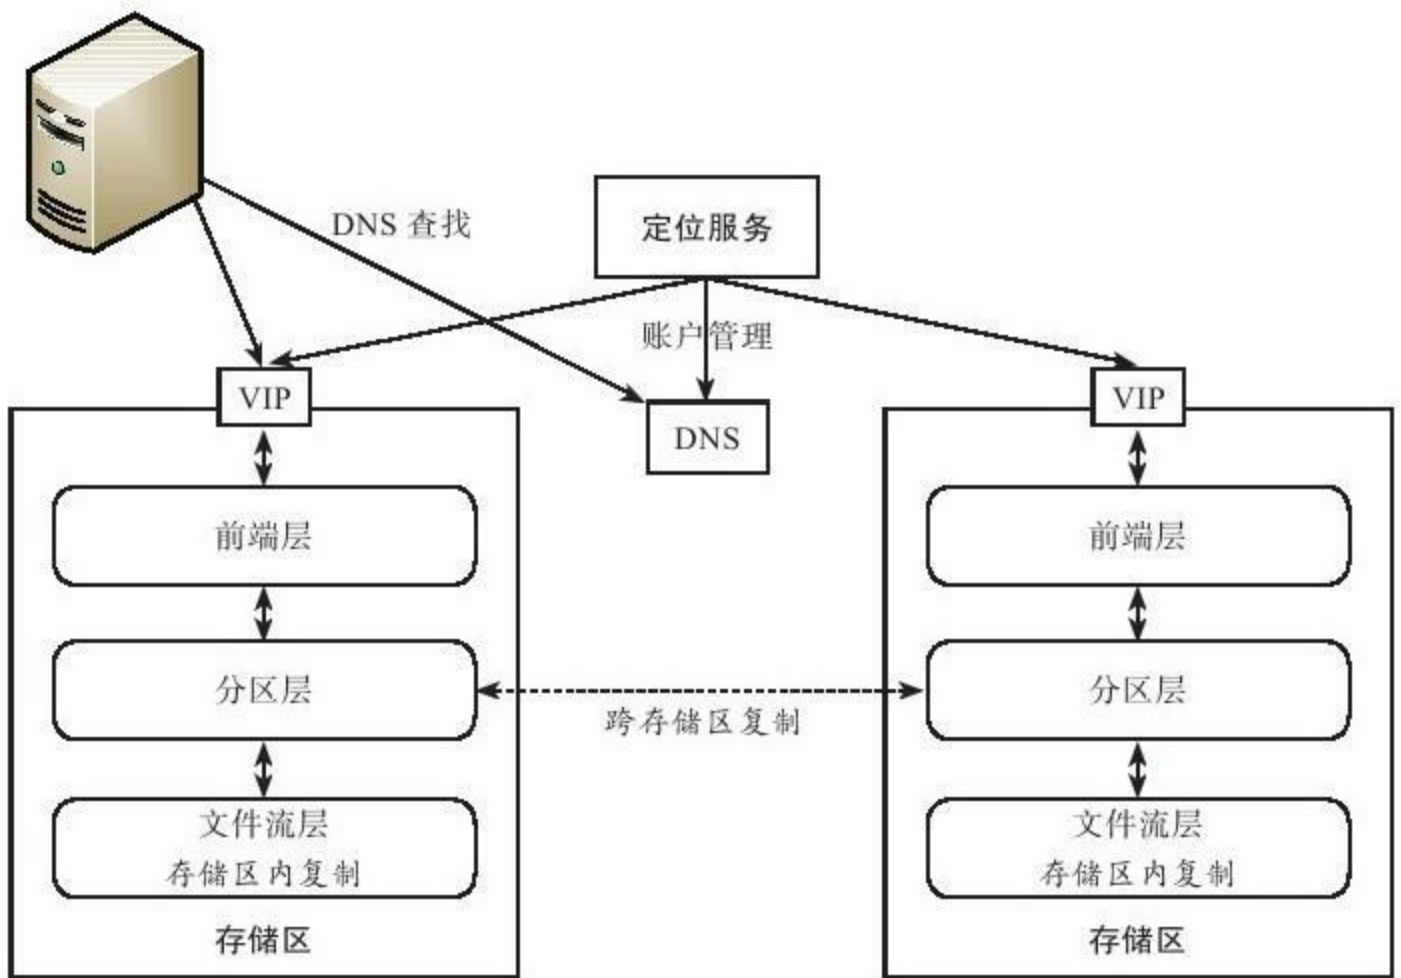 DNS 查找
定位服务
账户管理
VIP
DNS
VIP
前端层
前端层
分区层
分区层
跨存储区复制
文件流层
存储区内复制
文件流层
存储区内复制
存储区
存储区